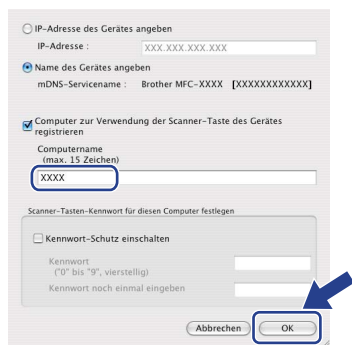 IP-Adresse des Gerätes angeben
IP-Adresse : XXX.XXX.XXX.XXX
Name des Gerätes angeben
mDNS-Servicename : Brother MFC-XXXX [XXXXXXXXXXXX]
Computer zur Verwendung der Scanner-Taste des Gerätes
registrieren
Computername
(max. 15 Zeichen)
XXXX
Scanner-Tasten-Kennwort für diesen Computer festlegen
Kennwort-Schutz einschalten
Kennwort
("0" bis "9", vierstellig)
Kennwort noch einmal eingeben
Abbrechen OK